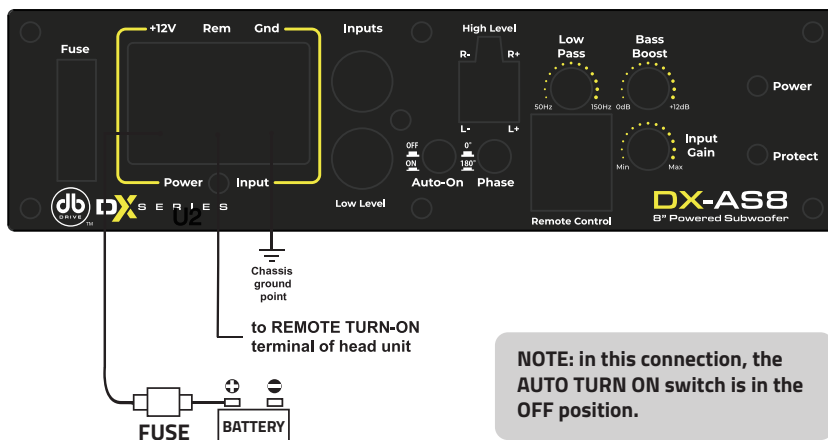 +12V Rem Gnd
Inputs
High Level
Fuse
R- R+
Low
Pass
Bass
Boost
50Hz 150Hz
0dB +12dB
Power
L- L+
OFF
ON
0°
180°
Auto-On
Phase
Input
Gain
Min Max
Protect
Power Input
Low Level
Remote Control
db
DRIVE
TM
DX SERIES
U2
DX-AS8
8" Powered Subwoofer
Chassis
ground
point
to REMOTE TURN-ON
terminal of head unit
NOTE: in this connection, the
AUTO TURN ON switch is in the
OFF position.
FUSE
BATTERY